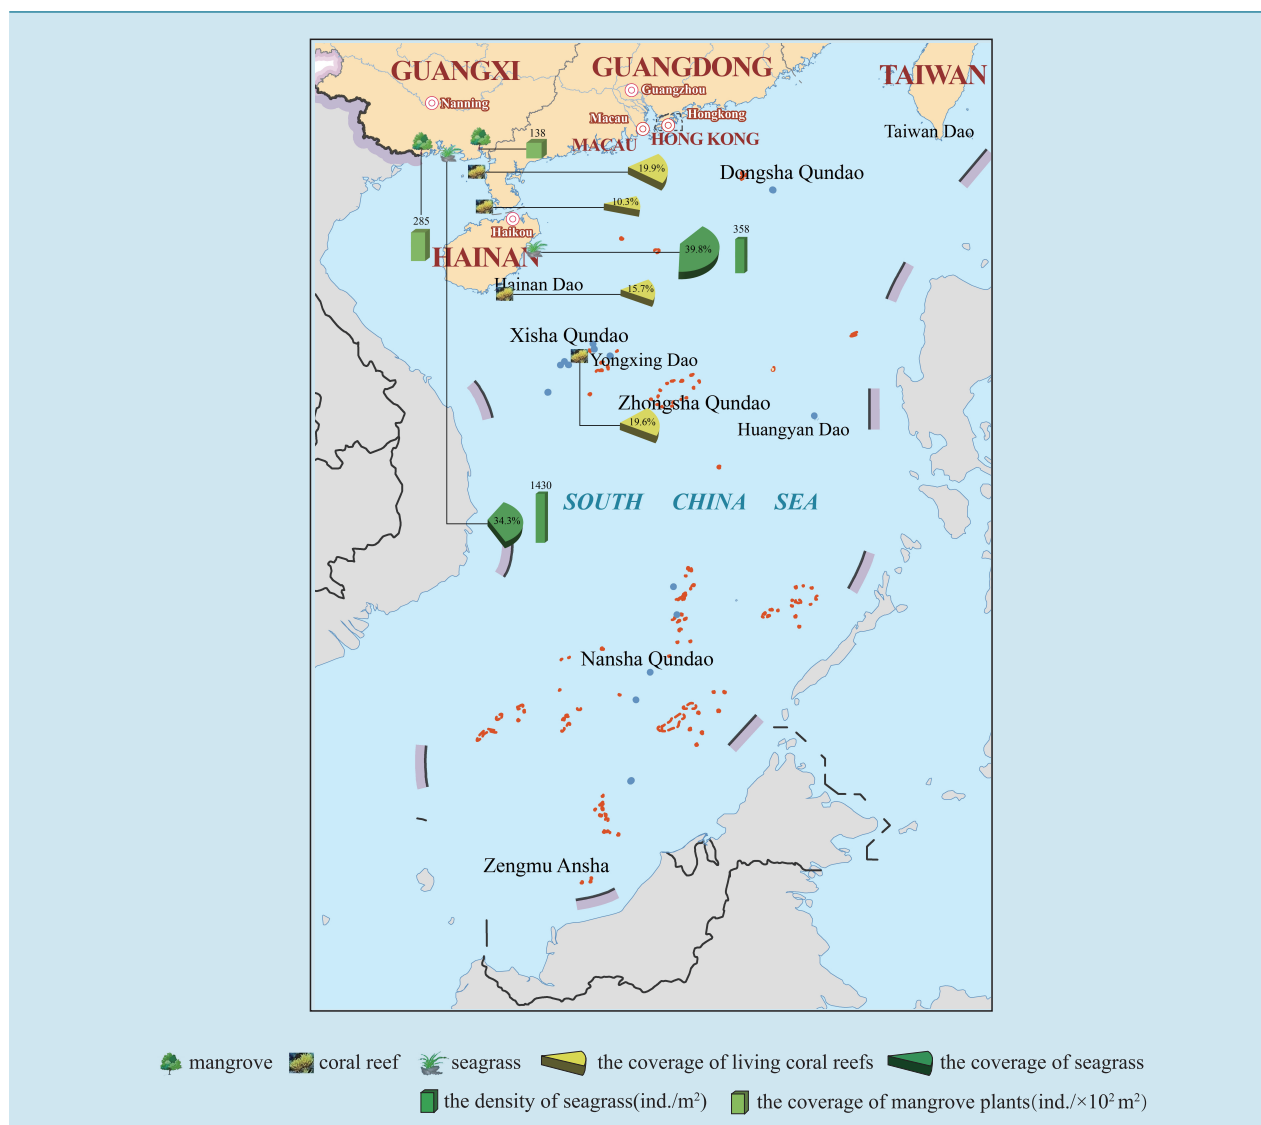 GUANGXI
GUANGDONG
TAIWAN
Guangzhou
Nanning
Macau
Hongkong
MACAU
HONG KONG
Taiwan Dao
138
19.9%
Dongsha Qundao
10.3%
285
Haikou
358
39.8%
HAINAN
Hainan Dao
15.7%
Xisha Qundao
Yongxing Dao
Zhongsha Qundao
19.6%
Huangyan Dao
1430
SOUTH CHINA SEA
34.3%
Nansha Qundao
Zengmu Ansha
mangrove coral reef seagrass the coverage of living coral reefs the coverage of seagrass
the density of seagrass(ind./m²) the coverage of mangrove plants(ind./×10² m²)